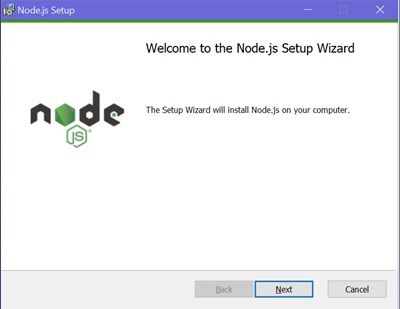 Node.js Setup
Welcome to the Node.js Setup Wizard
The Setup Wizard will install Node.js on your computer.
node
JS
Back
Next
Cancel